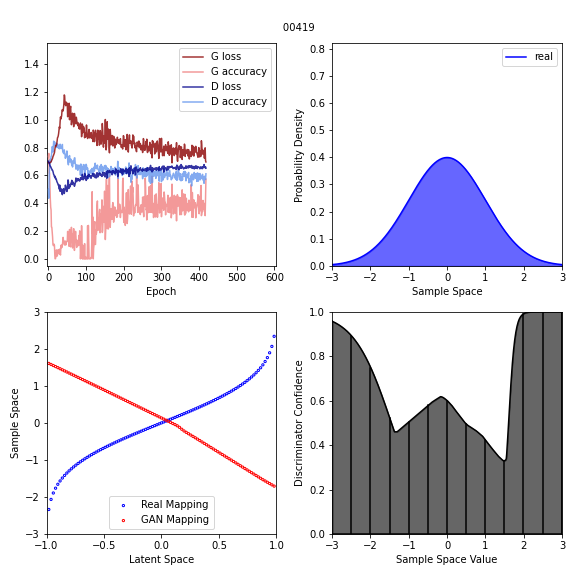 00419
G loss
G accuracy
D loss
D accuracy
1.4
1.2
1.0
0.8
0.6
0.4
0.2
0.0
0 100 200 300 400 500 600
Epoch
real
Probability Density
0.8
0.7
0.6
0.5
0.4
0.3
0.2
0.1
0.0
−3 −2 −1 0 1 2 3
Sample Space
Sample Space
3
2
1
0
−1
−2
−3
Real Mapping
GAN Mapping
−1.0 −0.5 0.0 0.5 1.0
Latent Space
Discriminator Confidence
1.0
0.8
0.6
0.4
0.2
0.0
−3 −2 −1 0 1 2 3
Sample Space Value